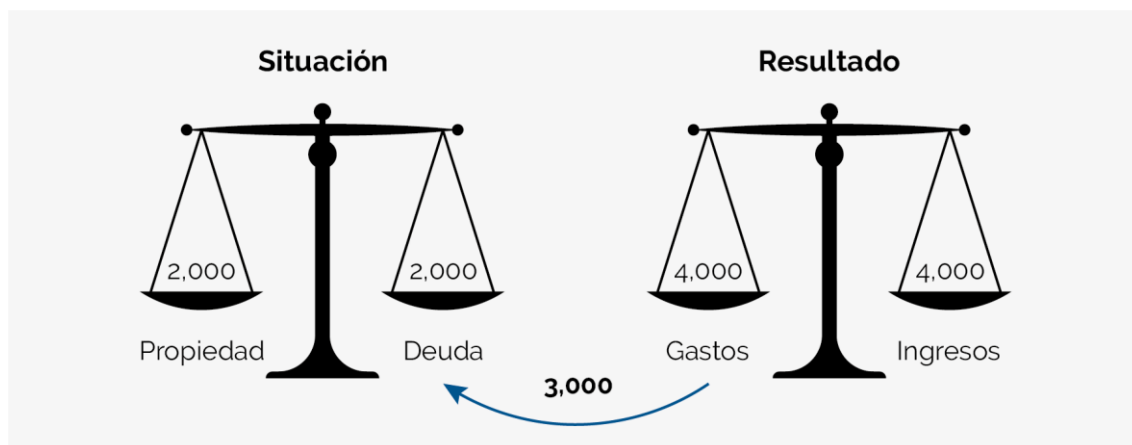 Situación
Resultado
2,000
2,000
4,000
4,000
Propiedad
Deuda
Gastos
Ingresos
3,000